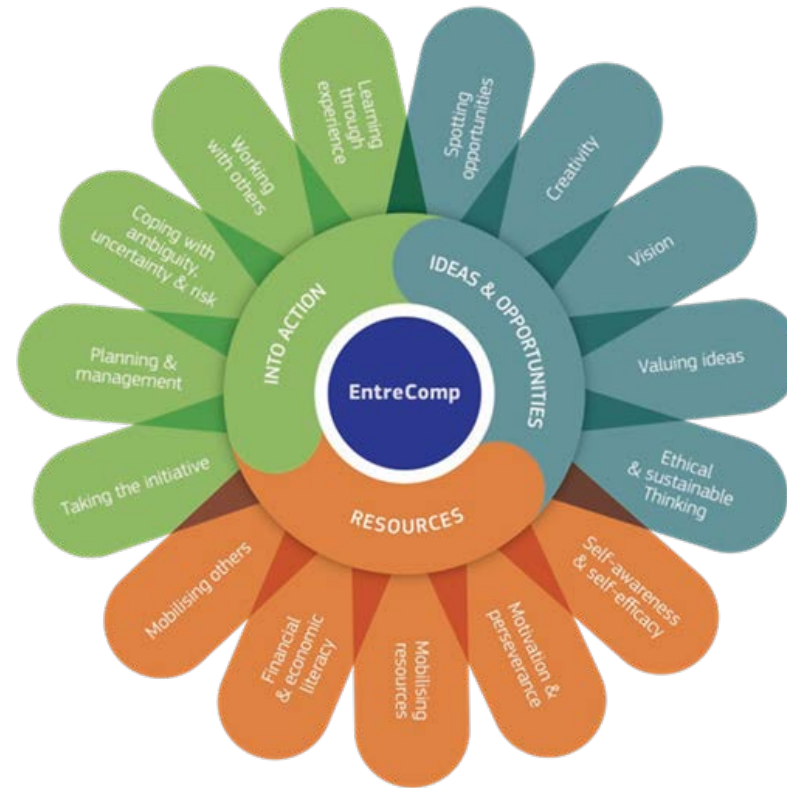 EntreComp
IDEAS & OPPORTUNITIES
Spotting
opportunities
Creativity
Vision
Valuing ideas
Ethical
& sustainable
Thinking
RESOURCES
Self-awareness
& self-efficacy
Motivation &
perseverance
Mobilising
resources
Financial
& economic
literacy
Mobilising others
INTO ACTION
Taking the initiative
Planning &
management
Coping with
ambiguity,
uncertainty & risk
Working
with others
Learning
through
experience